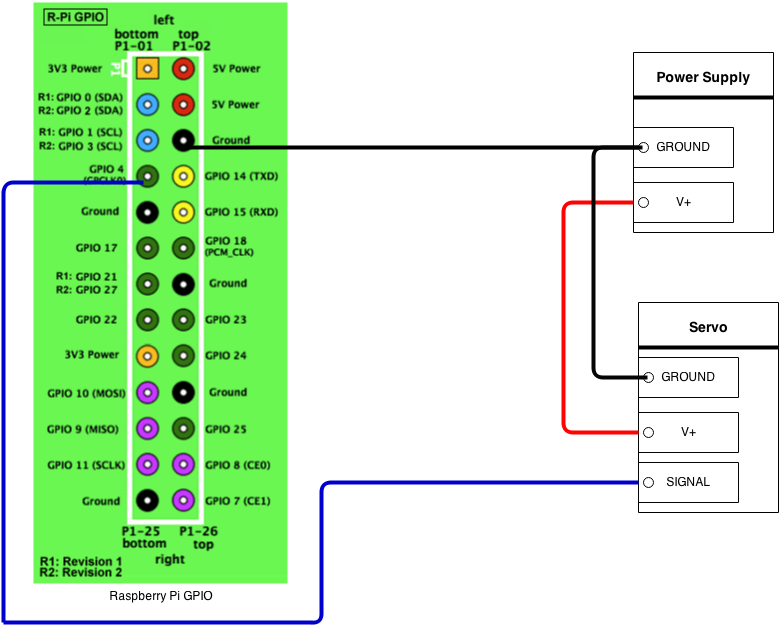 R-Pi GPIO
left
bottom top
P1-01 P1-02
P1
3V3 Power 5V Power
R1: GPIO 0 (SDA)
R2: GPIO 2 (SDA) 5V Power
R1: GPIO 1 (SCL)
R2: GPIO 3 (SCL) Ground
GPIO 4 GPIO 14 (TXD)
(GPCLK0)
Ground GPIO 15 (RXD)
GPIO 17 GPIO 18
(PCM_CLK)
R1: GPIO 21 Ground
R2: GPIO 27
GPIO 22 GPIO 23
3V3 Power GPIO 24
GPIO 10 (MOSI) Ground
GPIO 9 (MISO) GPIO 25
GPIO 11 (SCLK) GPIO 8 (CE0)
Ground GPIO 7 (CE1)
P1-25 P1-26
bottom top
right
R1: Revision 1
R2: Revision 2
Raspberry Pi GPIO
Power Supply
GROUND
V+
Servo
GROUND
V+
SIGNAL